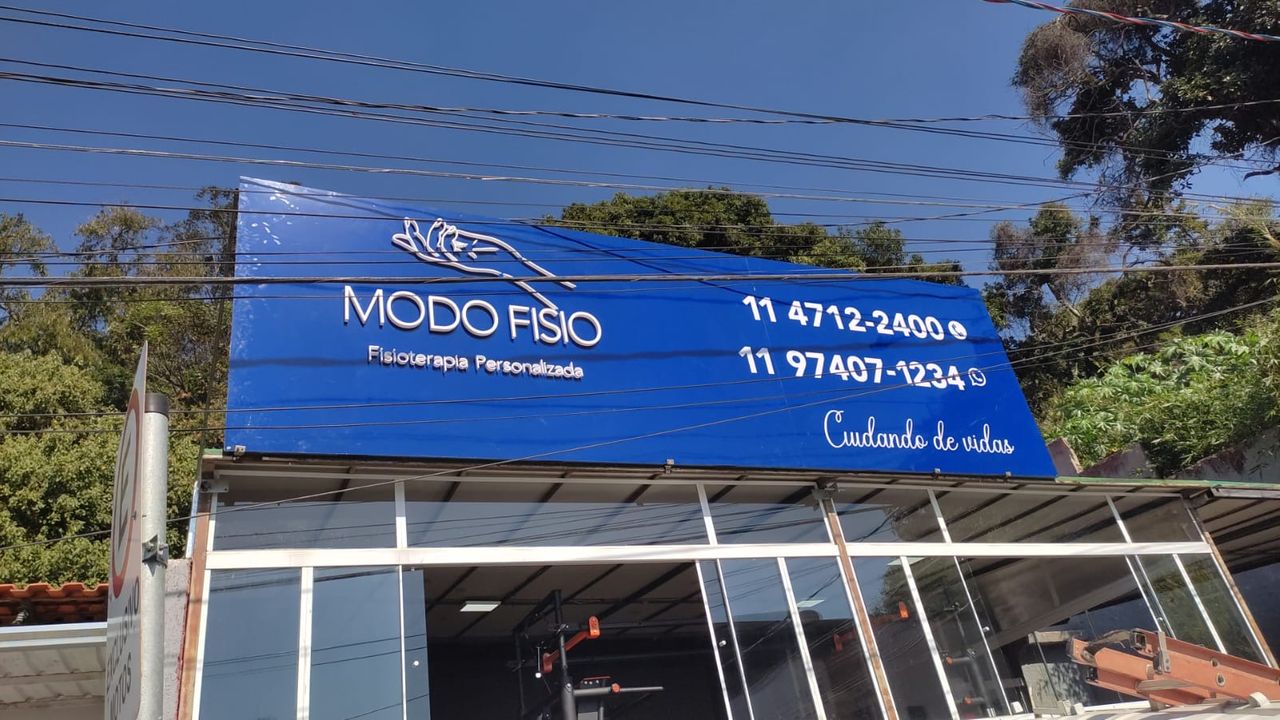 MODO FISIO
Fisioterapia Personalizada
11 4712-2400
11 97407-1234
Cuidando de vidas
E